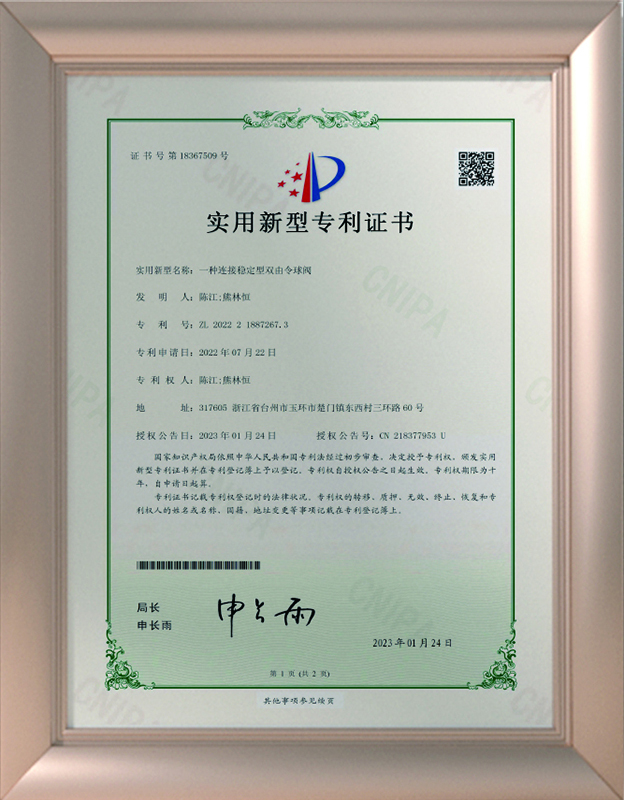 证书号第18367509号
实用新型专利证书
实用新型名称：一种连接稳定型双由令球阀
发 明 人：陈江;熊林恒
专 利 号：ZL 2022 2 1887267.3
专利申请日：2022年07月22日
专 利 权 人：陈江;熊林恒
地 址：317605 浙江省台州市玉环市楚门镇东西村三环路60号
授权公告日：2023年01月24日 授权公告号：CN 218377953 U
国家知识产权局依照中华人民共和国专利法经过初步审查，决定授予专利权，颁发实用
新型专利证书并在专利登记簿上予以登记。专利权自授权公告之日起生效。专利权期限为十
年，自申请日起算。
专利证书记载专利权登记时的法律状况。专利权的转移、质押、无效、终止、恢复和专
利权人的姓名或名称、国籍、地址变更等事项记载在专利登记簿上。
局长
申长雨
申长雨
2023年01月24日
第 1 页 (共 2 页)
其他事项参见续页
CNIPA
CNIPA
CNIPA
CNIPA